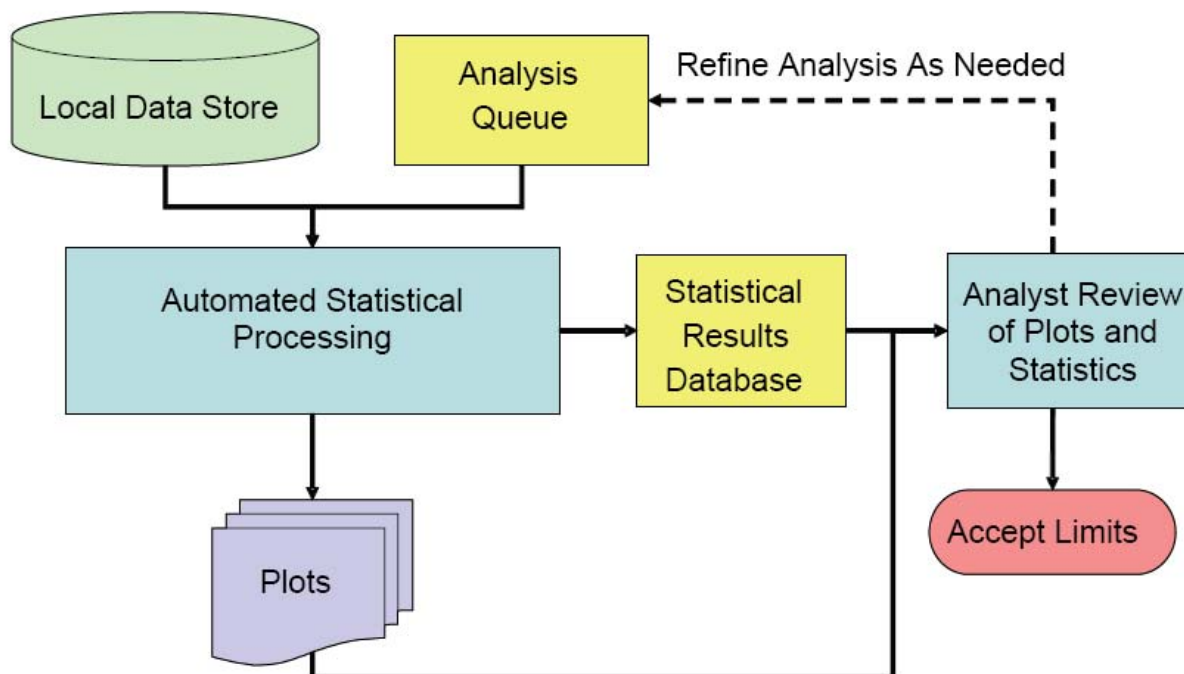 Local Data Store
Analysis
Queue
Refine Analysis As Needed
Automated Statistical
Processing
Statistical
Results
Database
Analyst Review
of Plots and
Statistics
Plots
Accept Limits